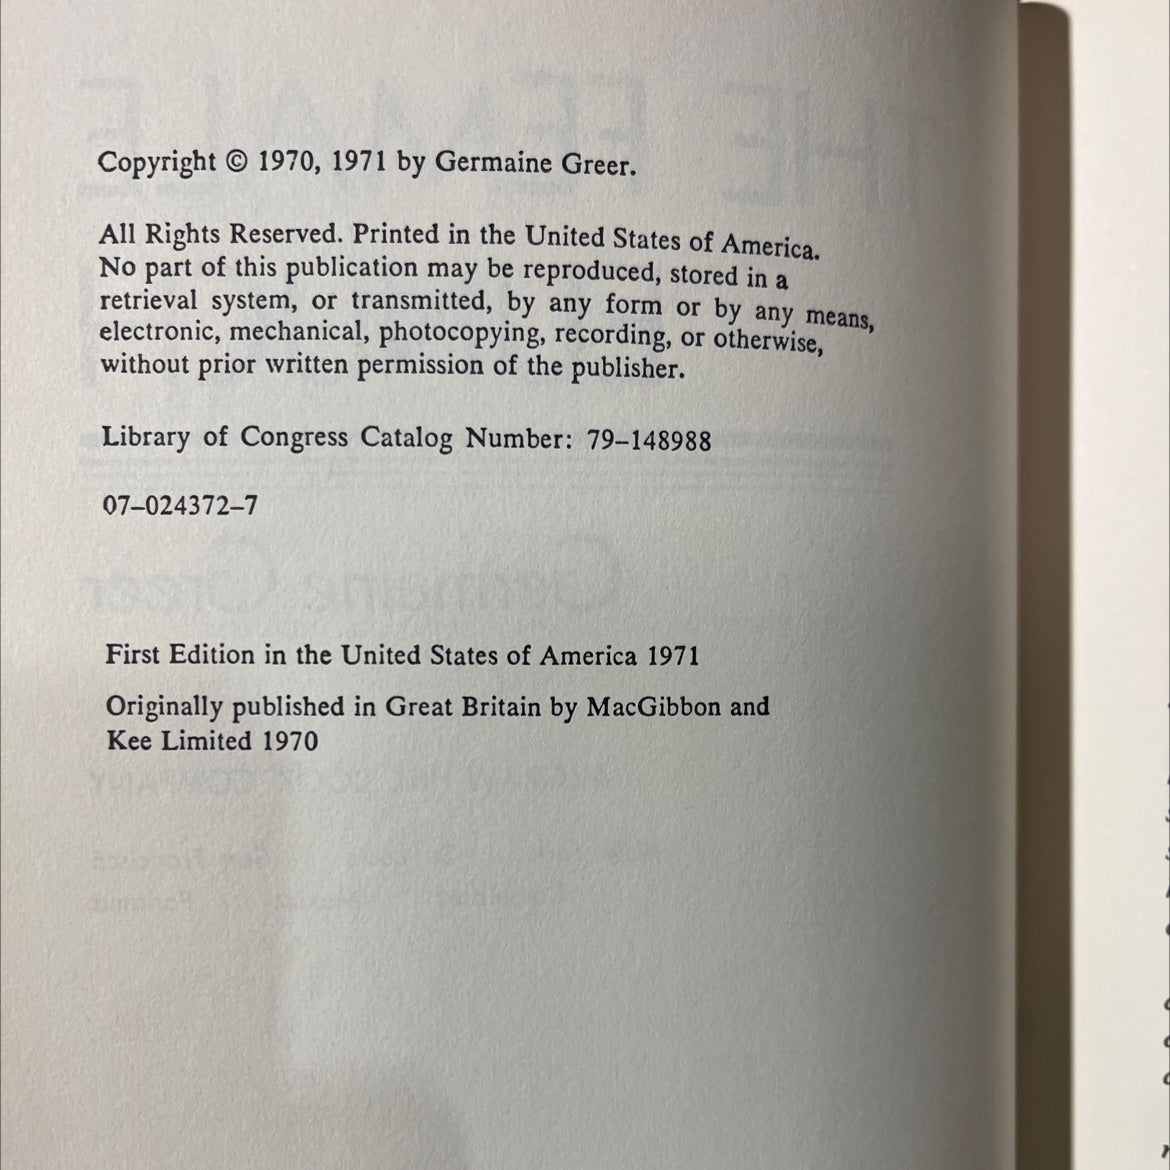 Copyright © 1970, 1971 by Germaine Greer.
All Rights Reserved. Printed in the United States of America.
No part of this publication may be reproduced, stored in a
retrieval system, or transmitted, by any form or by any means,
electronic, mechanical, photocopying, recording, or otherwise,
without prior written permission of the publisher.
Library of Congress Catalog Number: 79–148988
07–024372–7
First Edition in the United States of America 1971
Originally published in Great Britain by MacGibbon and
Kee Limited 1970